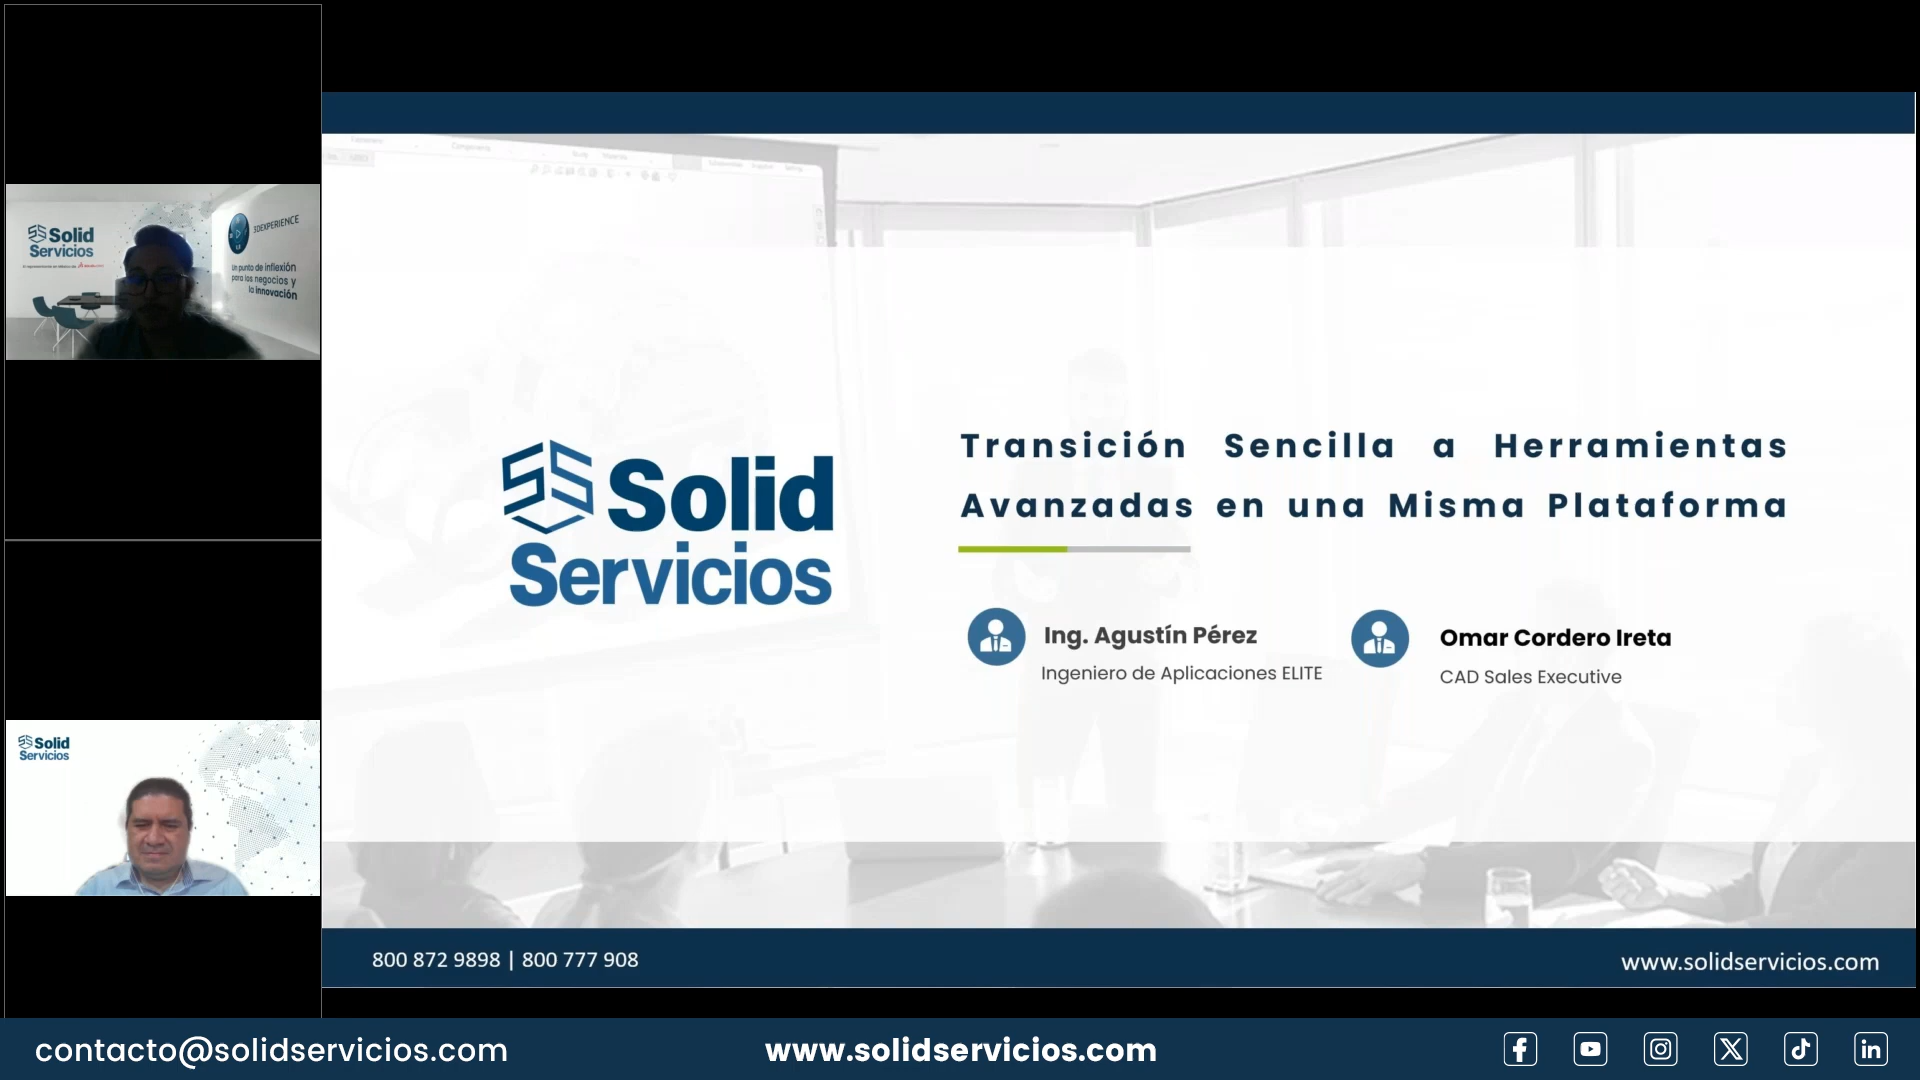 Solid
Servicios
3DEXPERIENCE
Un punto de inflexión
para los negocios y
la innovación
Solid
Servicios
Solid
Servicios
Transición Sencilla a Herramientas
Avanzadas en una Misma Plataforma
Ing. Agustín Pérez
Ingeniero de Aplicaciones ELITE
Omar Cordero Ireta
CAD Sales Executive
800 872 9898 | 800 777 908
www.solidservicios.com
contacto@solidservicios.com
www.solidservicios.com